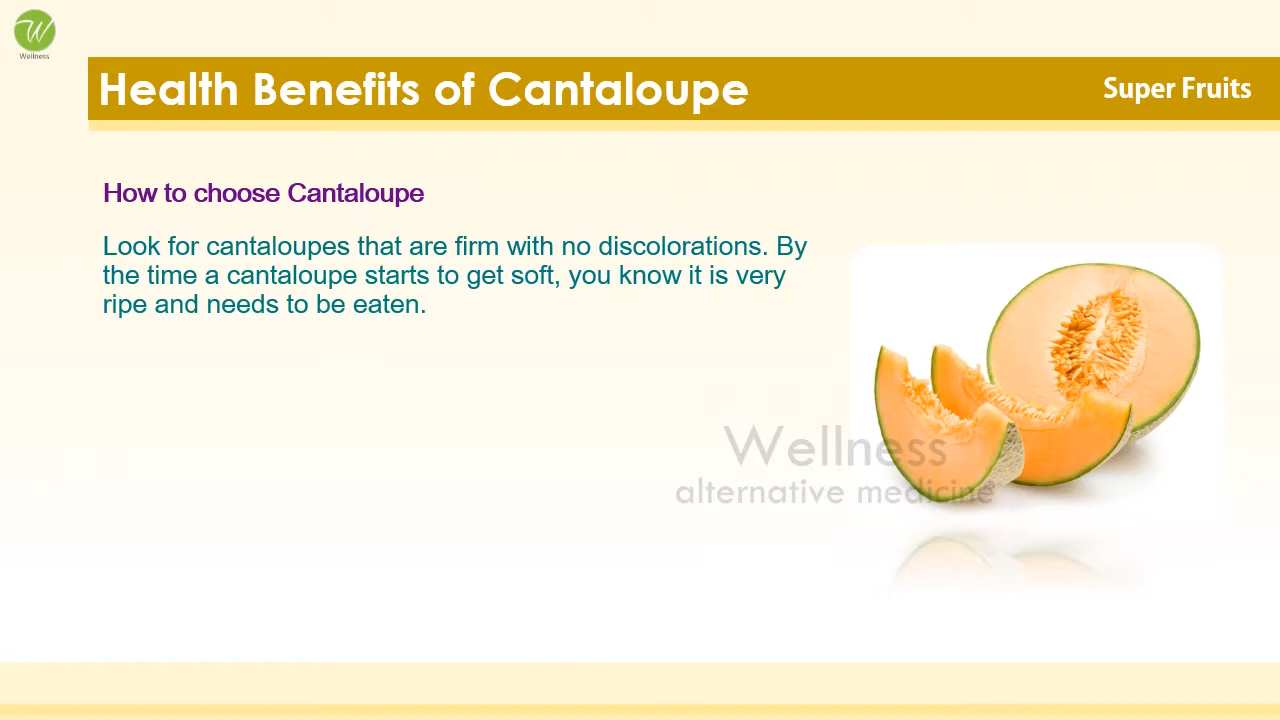 W
Wellness
Health Benefits of Cantaloupe
Super Fruits
How to choose Cantaloupe
Look for cantaloupes that are firm with no discolorations. By
the time a cantaloupe starts to get soft, you know it is very
ripe and needs to be eaten.
Wellness
alternative medicine